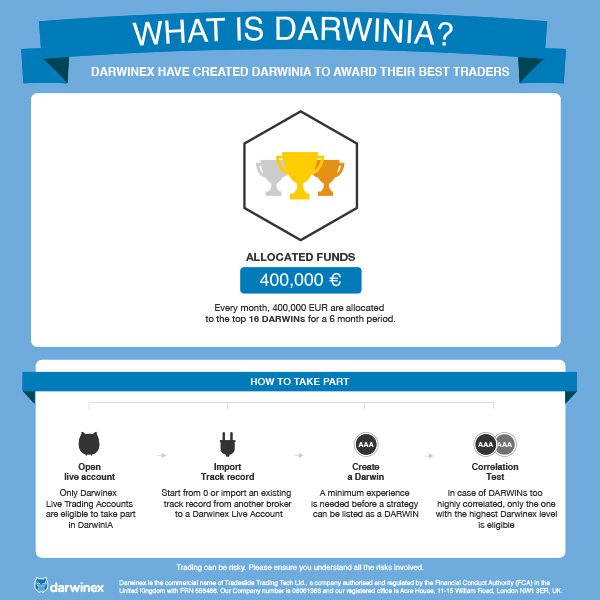 WHAT IS DARWINIA?
DARWINEX HAVE CREATED DARWINIA TO AWARD THEIR BEST TRADERS
ALLOCATED FUNDS
400,000 €
Every month, 400,000 EUR are allocated
to the top 16 DARWINs for a 6 month period.
HOW TO TAKE PART
Open
live account
Only Darwinex
Live Trading Accounts
are eligible to take part
in DarwinIA
Import
Track record
Start from 0 or import an existing
track record from another broker
to a Darwinex Live Account
AAA
Create
a Darwin
A minimum experience
is needed before a strategy
can be listed as a DARWIN
AAA AAA
Correlation
Test
In case of DARWINs too
highly correlated, only the one
with the highest Darwinex level
is eligible
Trading can be risky. Please ensure you understand all the risks involved.
darwinex
Darwinex is the commercial name of Tradeslide Trading Tech Ltd., a company authorised and regulated by the Financial Conduct Authority (FCA) in the
United Kingdom with FRN 586466. Our Company number is 08061368 and our registered office is Acre House, 11-15 William Road, London NW1 3ER, UK.